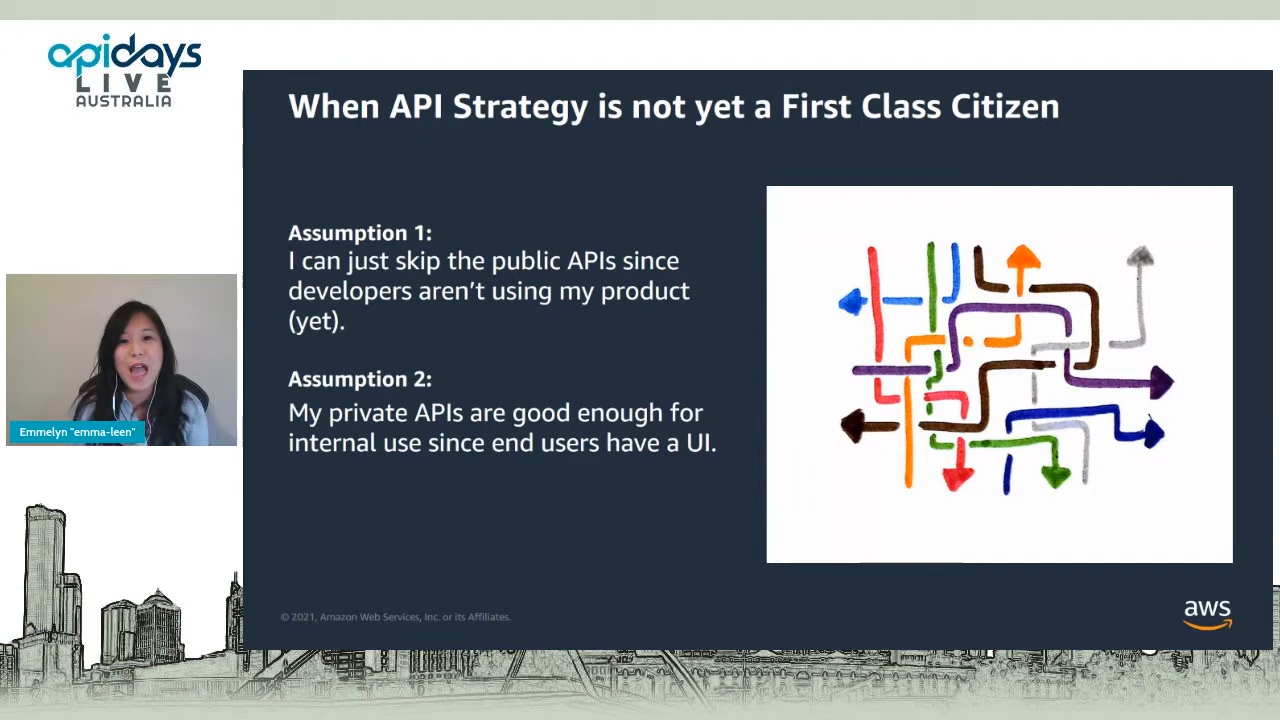 apidays
LIVE
AUSTRALIA
When API Strategy is not yet a First Class Citizen
Assumption 1:
I can just skip the public APIs since
developers aren’t using my product
(yet).
Assumption 2:
My private APIs are good enough for
internal use since end users have a UI.
Emmelyn "emma-leen"
© 2021, Amazon Web Services, Inc. or its Affiliates.
aws